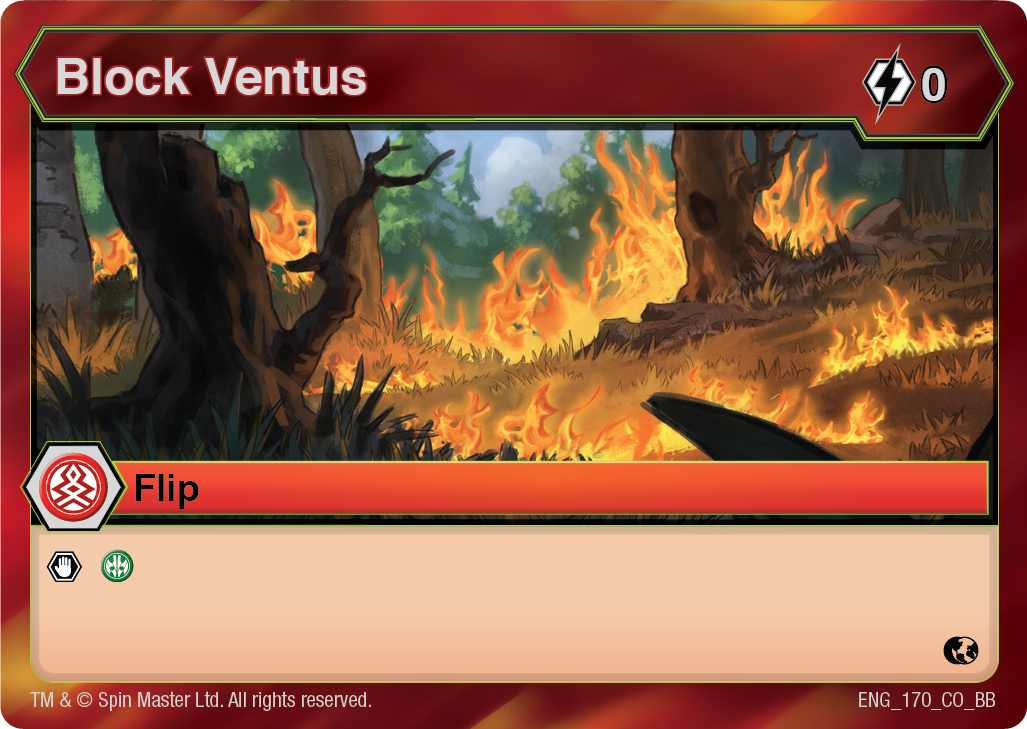 Block Ventus
0
Flip
TM & © Spin Master Ltd. All rights reserved.
ENG_170_CO_BB